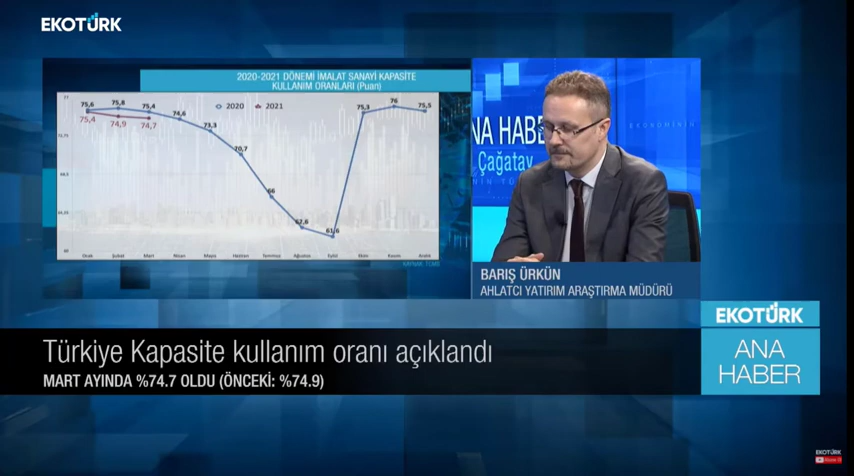 EKOTÜRK
2020-2021 DÖNEMİ İMALAT SANAYİ KAPASİTE
KULLANIM ORANLARI (Puan)
2020 2021
75,6 75,8 75,4 74,6 73,3 70,7 66 62,6 61,6 75,3 76 75,5
75,4 74,9 74,7
Ocak Şubat Mart Nisan Mayıs Haziran Temmuz Ağustos Eylül Ekim Kasım Aralık
ANA HABER
Çağatay
EKONOMİNİN
BARIŞ ÜRKÜN
AHLATCI YATIRIM ARAŞTIRMA MÜDÜRÜ
EKOTÜRK
ANA
HABER
Türkiye Kapasite kullanım oranı açıklandı
MART AYINDA %74.7 OLDU (ÖNCEKİ: %74.9)
EKOTÜRK